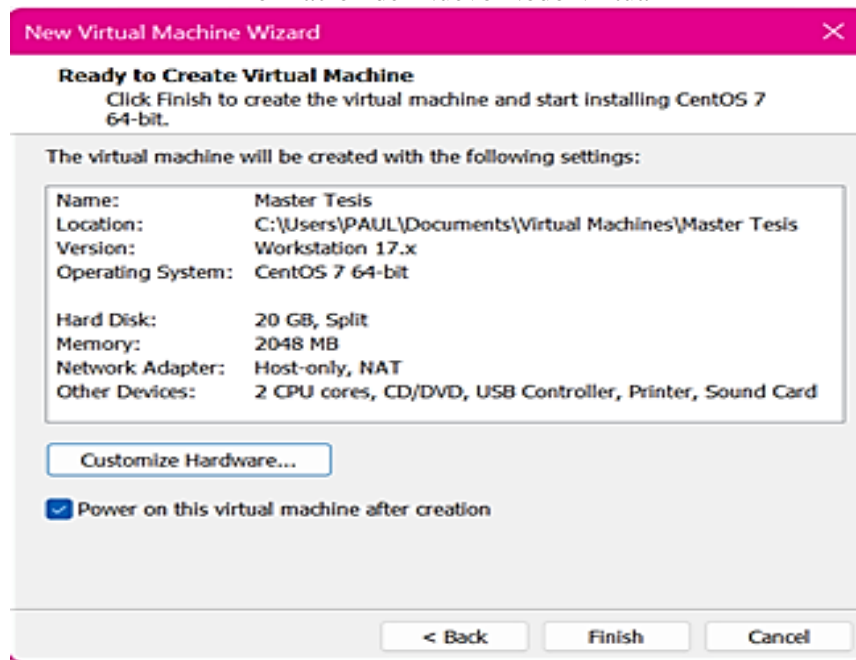 New Virtual Machine Wizard
Ready to Create Virtual Machine
Click Finish to create the virtual machine and start installing CentOS 7
64-bit.
The virtual machine will be created with the following settings:
Name: Master Tesis
Location: C:\Users\PAUL\Documents\Virtual Machines\Master Tesis
Version: Workstation 17.x
Operating System: CentOS 7 64-bit
Hard Disk: 20 GB, Split
Memory: 2048 MB
Network Adapter: Host-only, NAT
Other Devices: 2 CPU cores, CD/DVD, USB Controller, Printer, Sound Card
Customize Hardware...
Power on this virtual machine after creation
< Back Finish Cancel